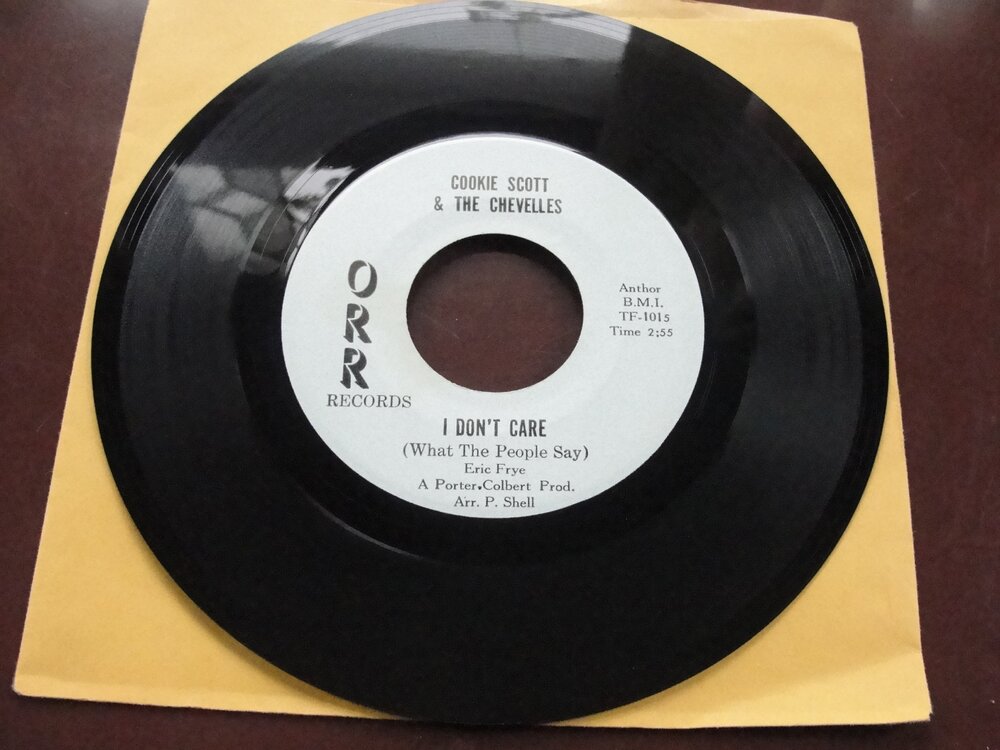 COOKIE SCOTT
& THE CHEVELLES
ORR
RECORDS
Anthor
B.M.I.
TF-1015
Time 2;55
I DON'T CARE
(What The People Say)
Eric Frye
A Porter.Colbert Prod.
Arr. P. Shell